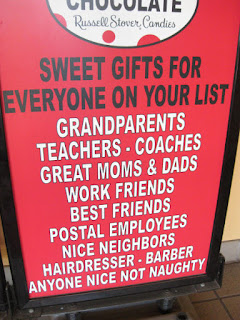 CHOCOLATE
Russell Stover Candies
SWEET GIFTS FOR
EVERYONE ON YOUR LIST
GRANDPARENTS
TEACHERS - COACHES
GREAT MOMS & DADS
WORK FRIENDS
BEST FRIENDS
POSTAL EMPLOYEES
NICE NEIGHBORS
HAIRDRESSER - BARBER
ANYONE NICE NOT NAUGHTY